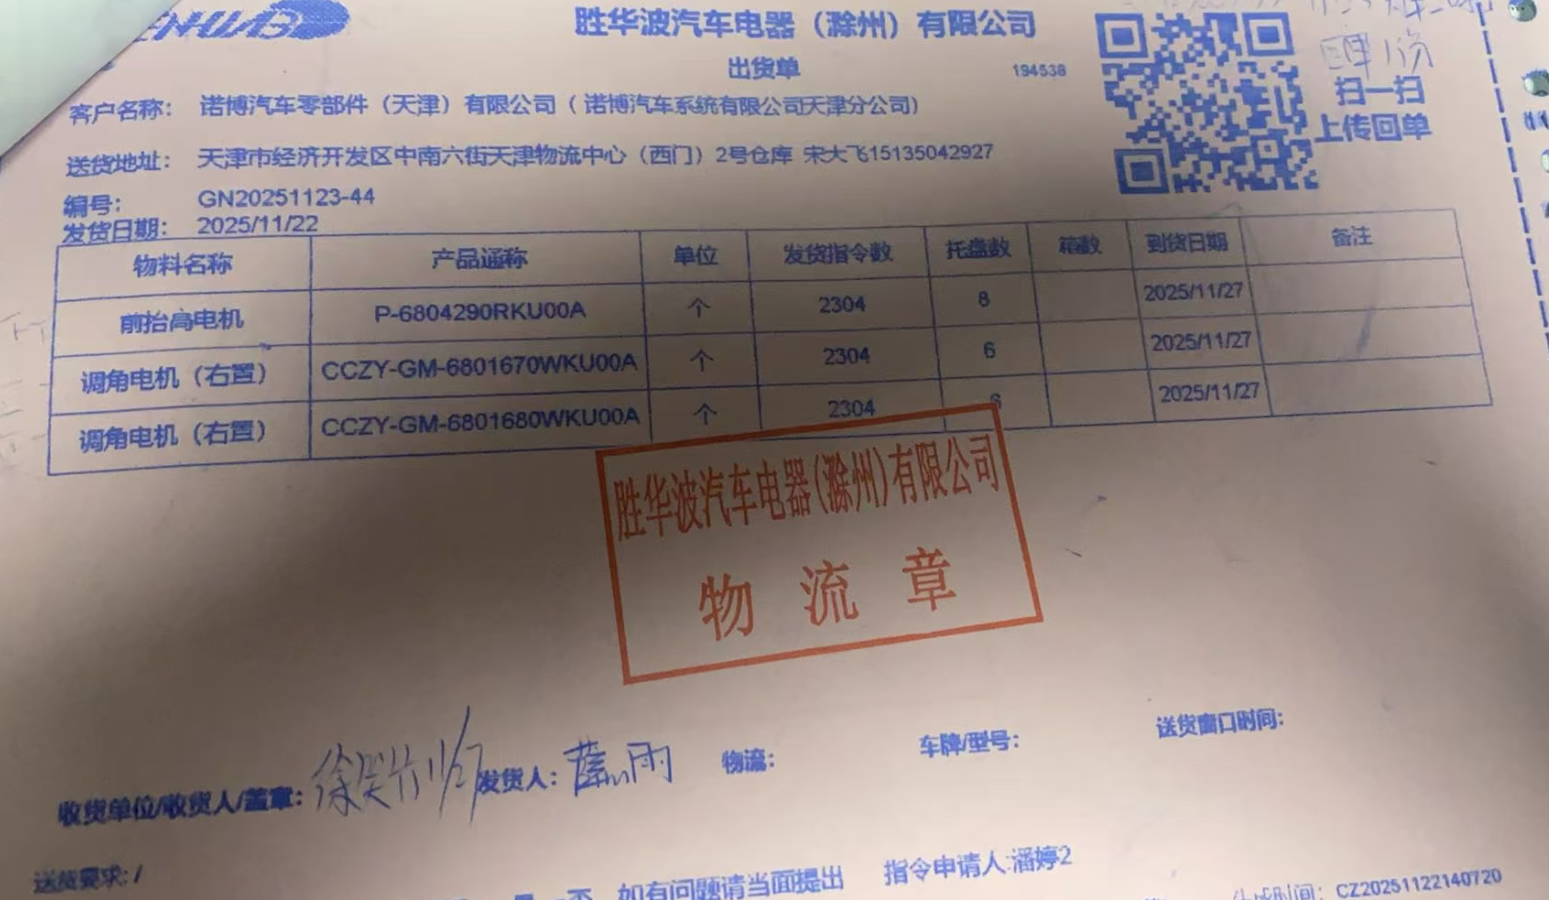 胜华波汽车电器（滁州）有限公司
出货单
194538
扫一扫
上传回单
客户名称： 诺博汽车零部件（天津）有限公司（ 诺博汽车系统有限公司天津分公司）
送货地址： 天津市经济开发区中南六街天津物流中心（西门）2号仓库 宋大飞15135042927
编号： GN20251123-44
发货日期： 2025/11/22
物料名称 产品通称 单位 发货指令数 托盘数 箱数 到货日期 备注
前抬高电机 P-6804290RKU00A 个 2304 8 2025/11/27
调角电机（右置） CCZY-GM-6801670WKU00A 个 2304 6 2025/11/27
调角电机（右置） CCZY-GM-6801680WKU00A 个 2304 6 2025/11/27
胜华波汽车电器(滁州)有限公司
物流章
收货单位/收货人/盖章： 发货人： 物流： 车牌/型号： 送货窗口时间：
送货要求: /
如有问题请当面提出 指令申请人:潘婷2
生成时间： CZ20251122140720